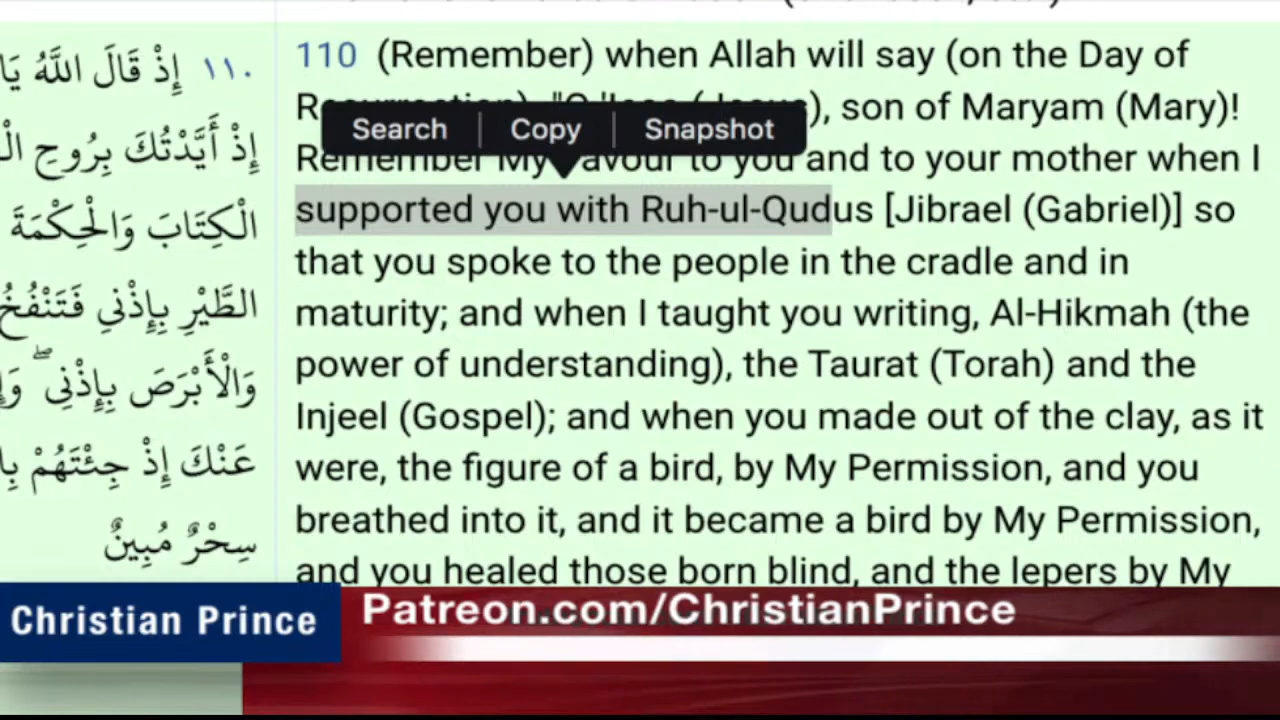 ١١٠ إِذْ قَالَ اللَّهُ
إِذْ أَيَّدْتُكَ بِرُوحِ
الْكِتَابَ وَالْحِكْمَةَ
الطَّيْرِ بِإِذْنِي فَتَنْفُخُ
وَالْأَبْرَصَ بِإِذْنِي ۖ
عَنْكَ إِذْ جِئْتَهُمْ
سِحْرٌ مُبِينٌ
110 (Remember) when Allah will say (on the Day of
), son of Maryam (Mary)!
Search Copy Snapshot
Remember My to you and to your mother when I
supported you with Ruh-ul-Qudus [Jibrael (Gabriel)] so
that you spoke to the people in the cradle and in
maturity; and when I taught you writing, Al-Hikmah (the
power of understanding), the Taurat (Torah) and the
Injeel (Gospel); and when you made out of the clay, as it
were, the figure of a bird, by My Permission, and you
breathed into it, and it became a bird by My Permission,
and you healed those born blind, and the lepers by My
Christian Prince
Patreon.com/ChristianPrince